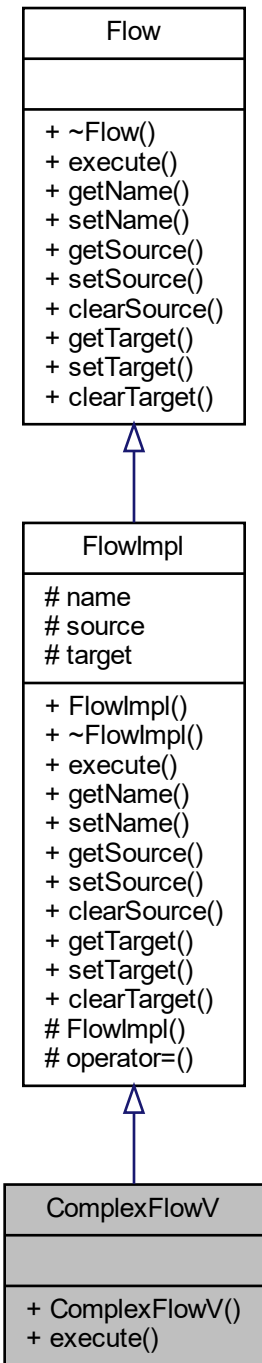 Flow
+ ~Flow()
+ execute()
+ getName()
+ setName()
+ getSource()
+ setSource()
+ clearSource()
+ getTarget()
+ setTarget()
+ clearTarget()
FlowImpl
# name
# source
# target
+ FlowImpl()
+ ~FlowImpl()
+ execute()
+ getName()
+ setName()
+ getSource()
+ setSource()
+ clearSource()
+ getTarget()
+ setTarget()
+ clearTarget()
# FlowImpl()
# operator=()
ComplexFlowV
+ ComplexFlowV()
+ execute()